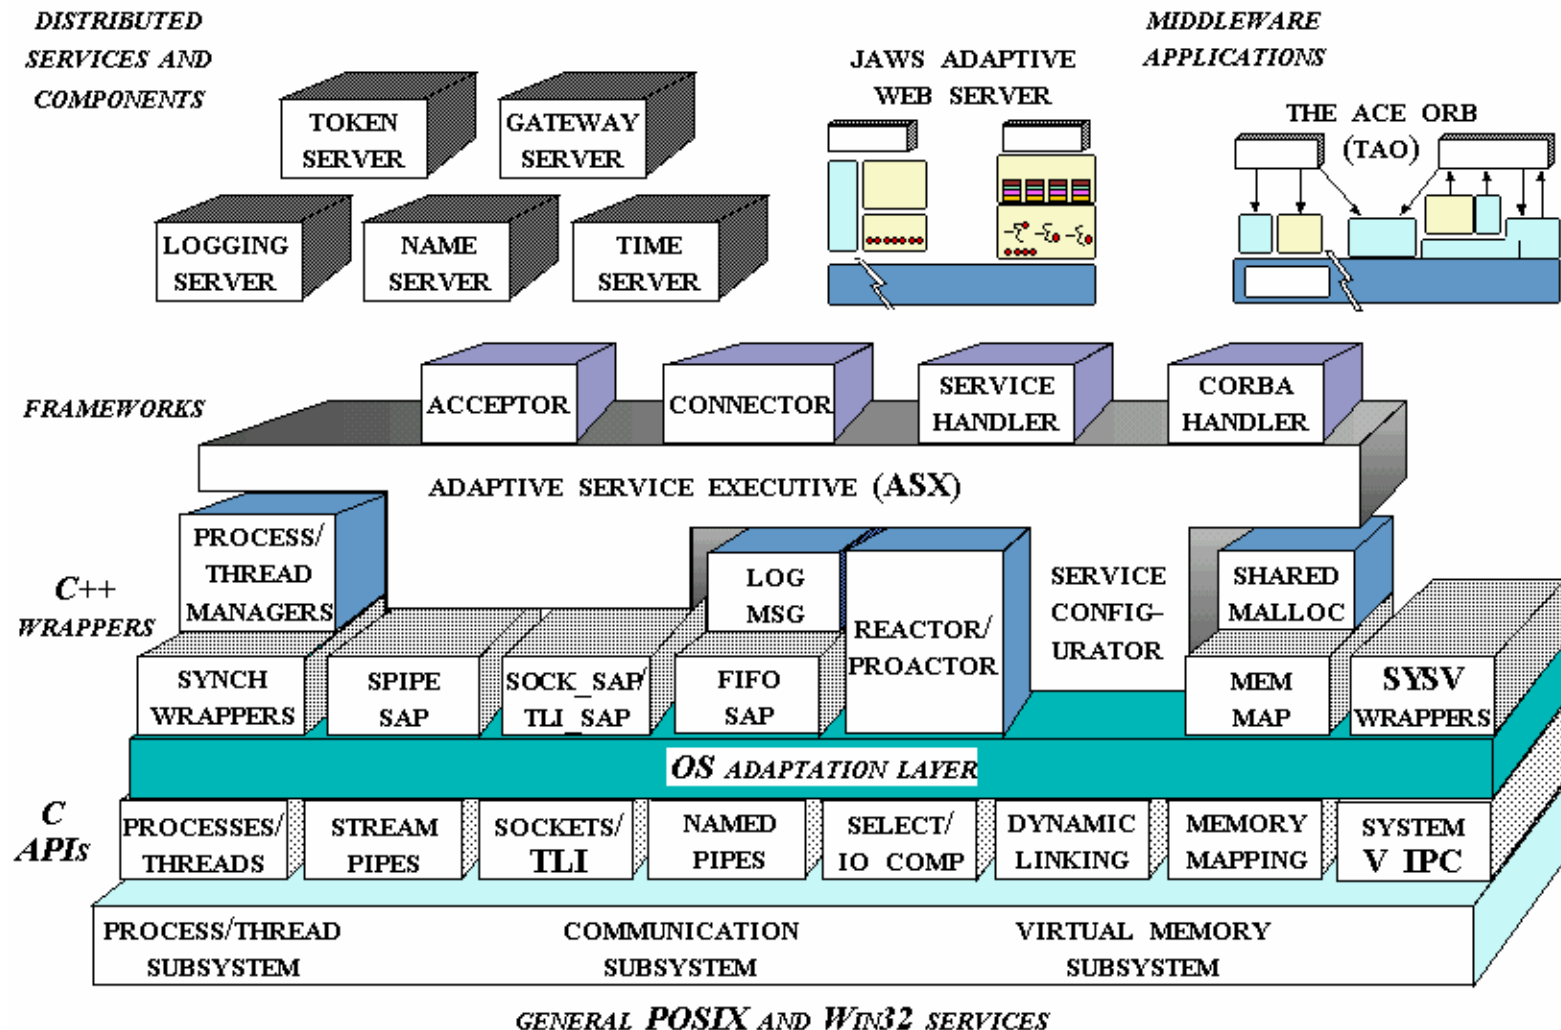 DISTRIBUTED
SERVICES AND
COMPONENTS
MIDDLEWARE
APPLICATIONS
TOKEN
SERVER
GATEWAY
SERVER
LOGGING
SERVER
NAME
SERVER
TIME
SERVER
JAWS ADAPTIVE
WEB SERVER
THE ACE ORB
(TAO)
FRAMEWORKS
ACCEPTOR
CONNECTOR
SERVICE
HANDLER
CORBA
HANDLER
ADAPTIVE SERVICE EXECUTIVE (ASX)
C++
WRAPPERS
PROCESS/
THREAD
MANAGERS
LOG
MSG
REACTOR/
PROACTOR
SERVICE
CONFIG-
URATOR
SHARED
MALLOC
SYNCH
WRAPPERS
SPIPE
SAP
SOCK_SAP/
TLI_SAP
FIFO
SAP
MEM
MAP
SYSV
WRAPPERS
OS ADAPTATION LAYER
C
APIs
PROCESSES/
THREADS
STREAM
PIPES
SOCKETS/
TLI
NAMED
PIPES
SELECT/
IO COMP
DYNAMIC
LINKING
MEMORY
MAPPING
SYSTEM
V IPC
PROCESS/THREAD
SUBSYSTEM
COMMUNICATION
SUBSYSTEM
VIRTUAL MEMORY
SUBSYSTEM
GENERAL POSIX AND WIN32 SERVICES